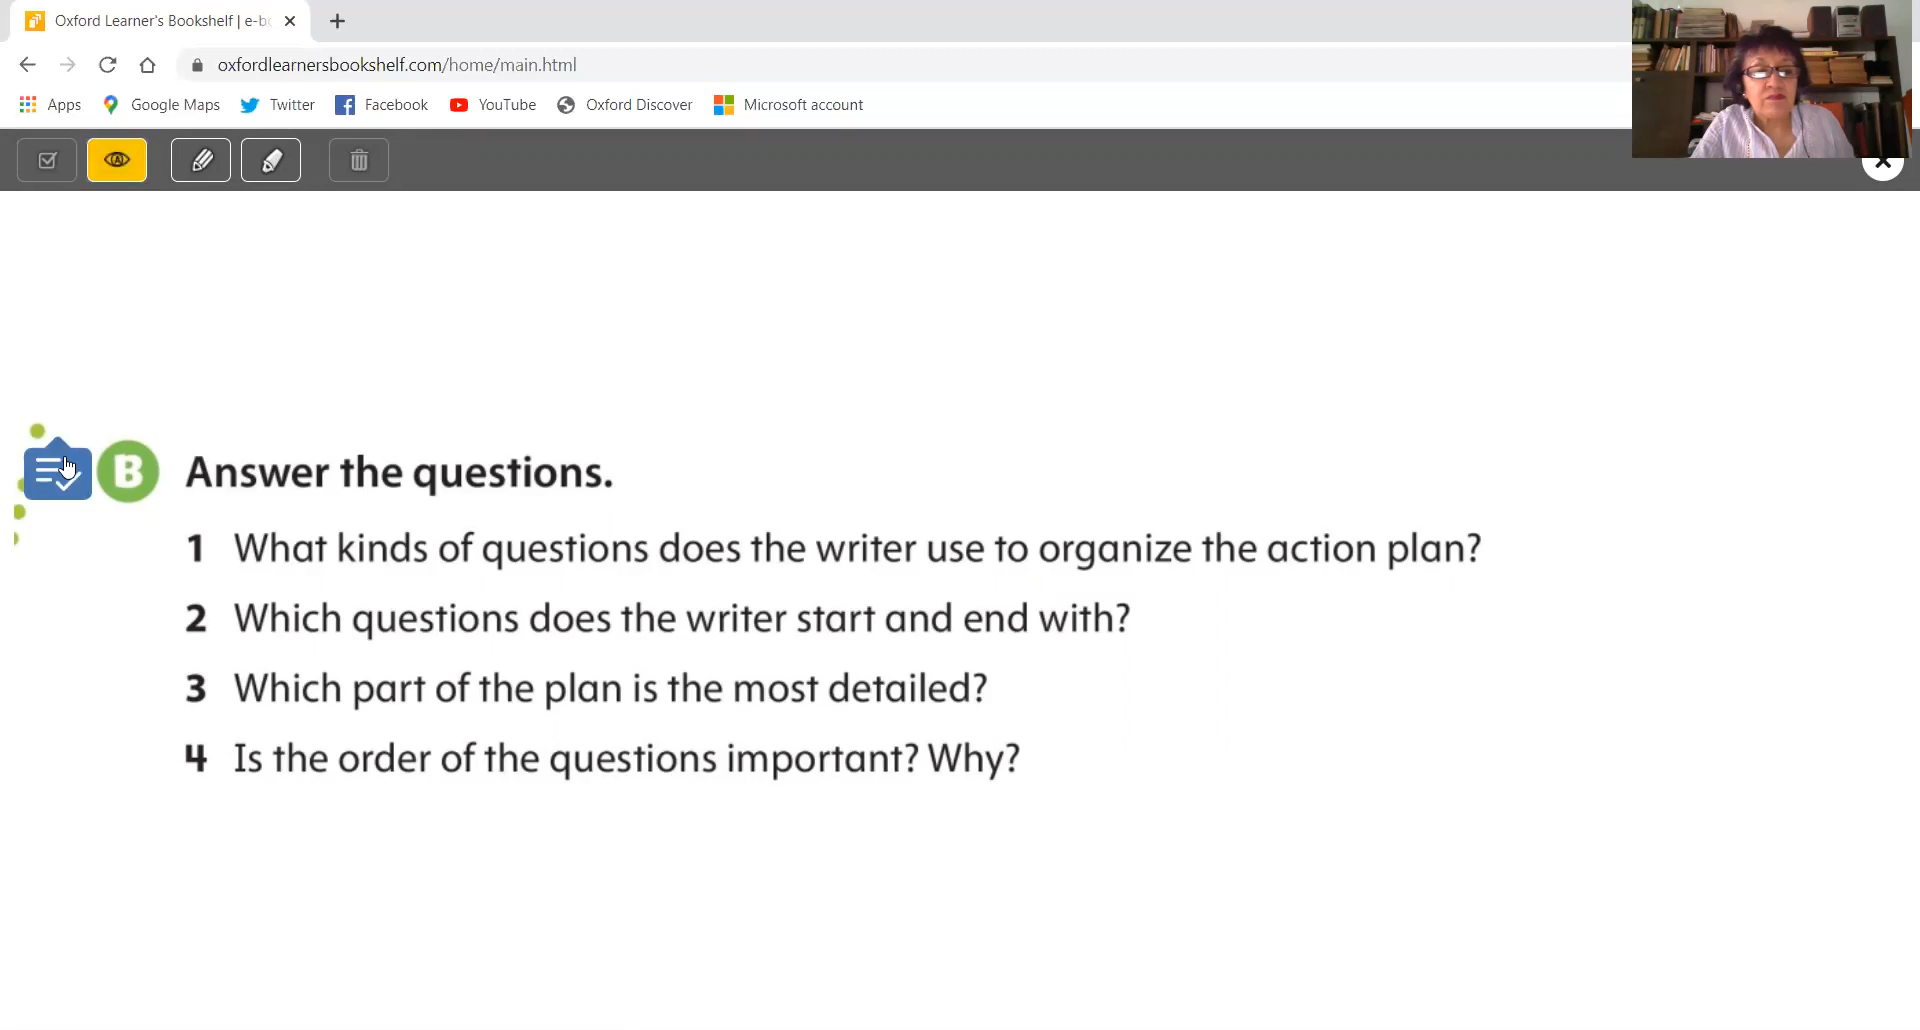 Oxford Learner's Bookshelf | e-b
oxfordlearnersbookshelf.com/home/main.html
Apps Google Maps Twitter Facebook YouTube Oxford Discover Microsoft account
B Answer the questions.
1 What kinds of questions does the writer use to organize the action plan?
2 Which questions does the writer start and end with?
3 Which part of the plan is the most detailed?
4 Is the order of the questions important? Why?